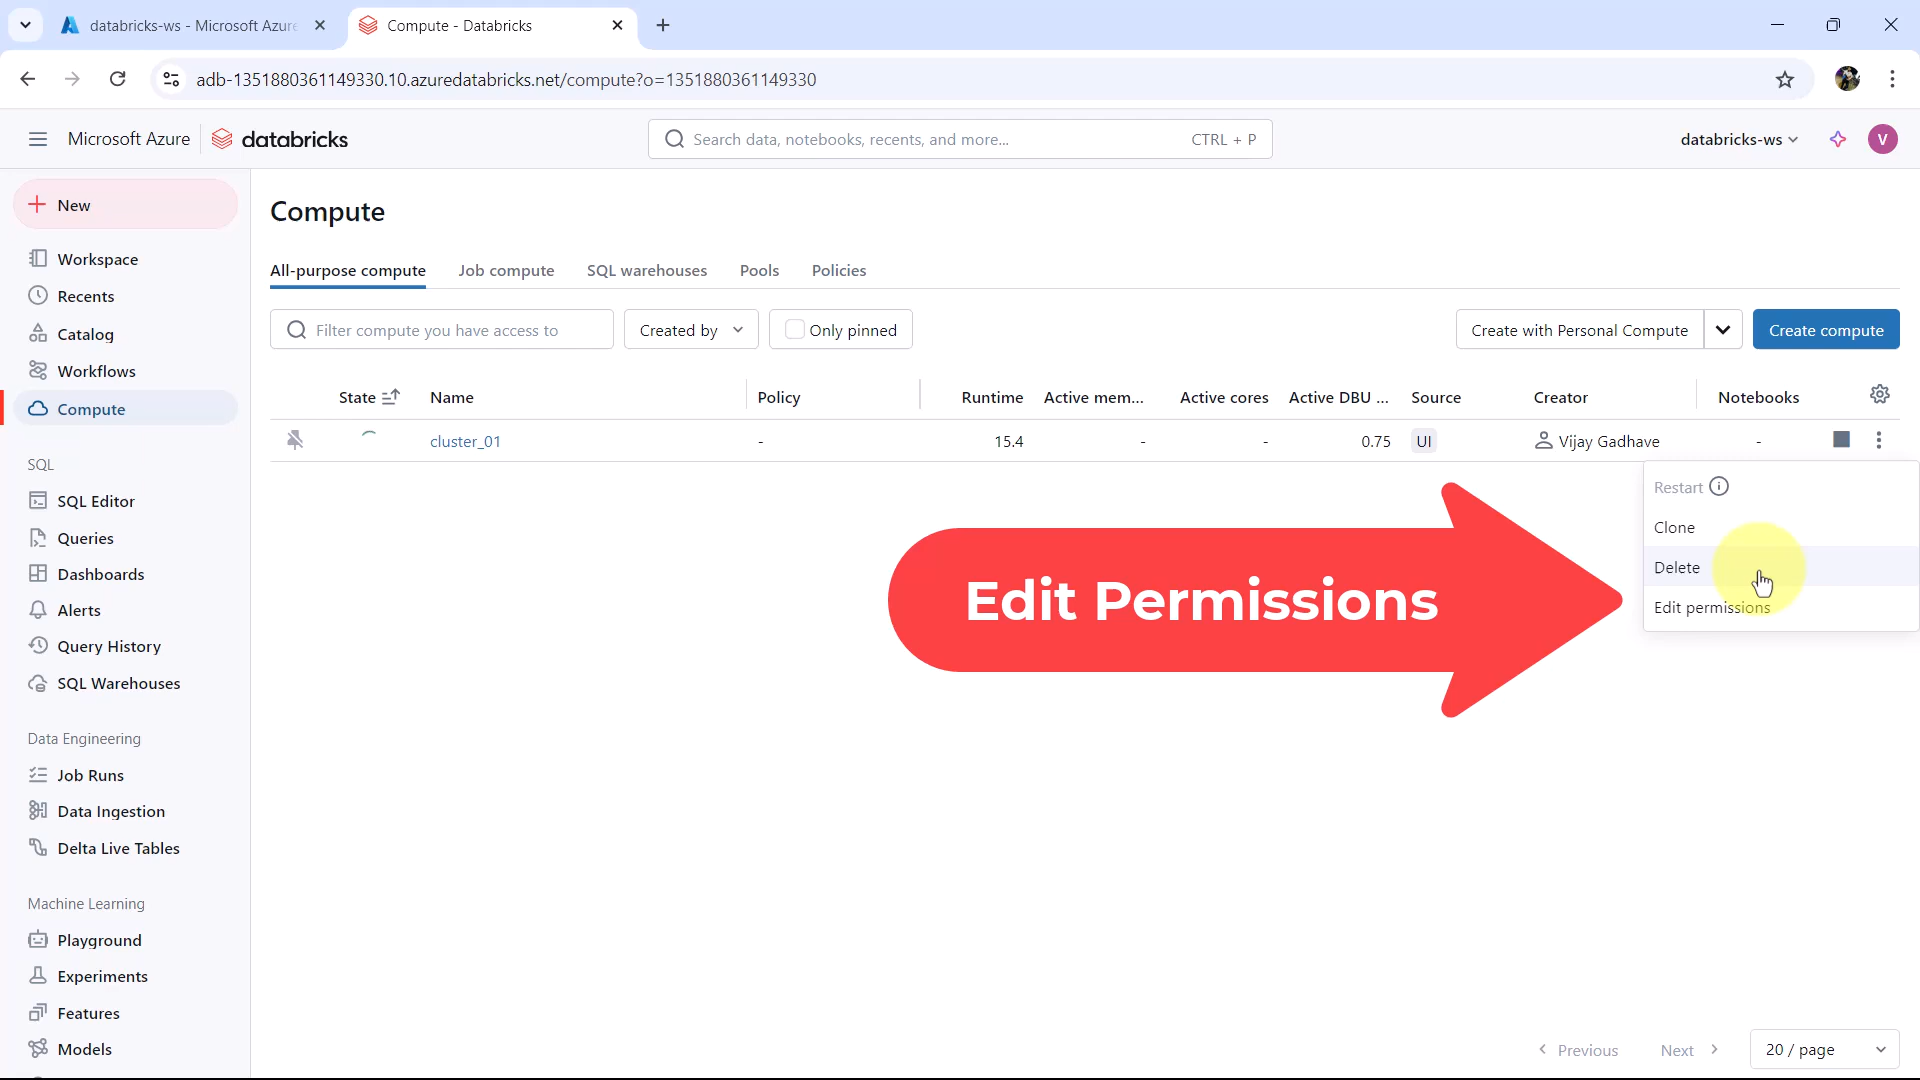 databricks-ws - Microsoft Azure
Compute - Databricks
adb-1351880361149330.10.azuredatabricks.net/compute?o=1351880361149330
Microsoft Azure
databricks
Search data, notebooks, recents, and more...
CTRL + P
databricks-ws
V
New
Workspace
Recents
Catalog
Workflows
Compute
SQL
SQL Editor
Queries
Dashboards
Alerts
Query History
SQL Warehouses
Data Engineering
Job Runs
Data Ingestion
Delta Live Tables
Machine Learning
Playground
Experiments
Features
Models
Compute
All-purpose compute
Job compute
SQL warehouses
Pools
Policies
Filter compute you have access to
Created by
Only pinned
Create with Personal Compute
Create compute
State
Name
Policy
Runtime
Active mem...
Active cores
Active DBU ...
Source
Creator
Notebooks
cluster_01
-
15.4
-
-
0.75
UI
Vijay Gadhave
-
Restart
Clone
Delete
Edit permissions
Edit Permissions
Previous
Next
20 / page